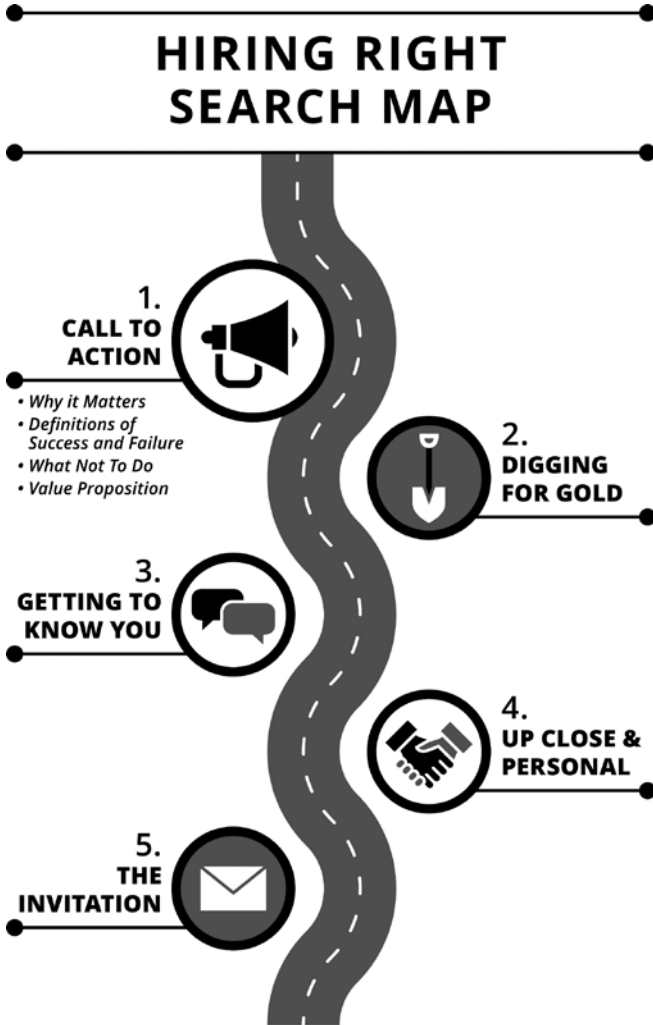 HIRING RIGHT
SEARCH MAP
1.
CALL TO
ACTION
• Why it Matters
• Definitions of
Success and Failure
• What Not To Do
• Value Proposition
2.
DIGGING
FOR GOLD
3.
GETTING TO
KNOW YOU
4.
UP CLOSE &
PERSONAL
5.
THE
INVITATION